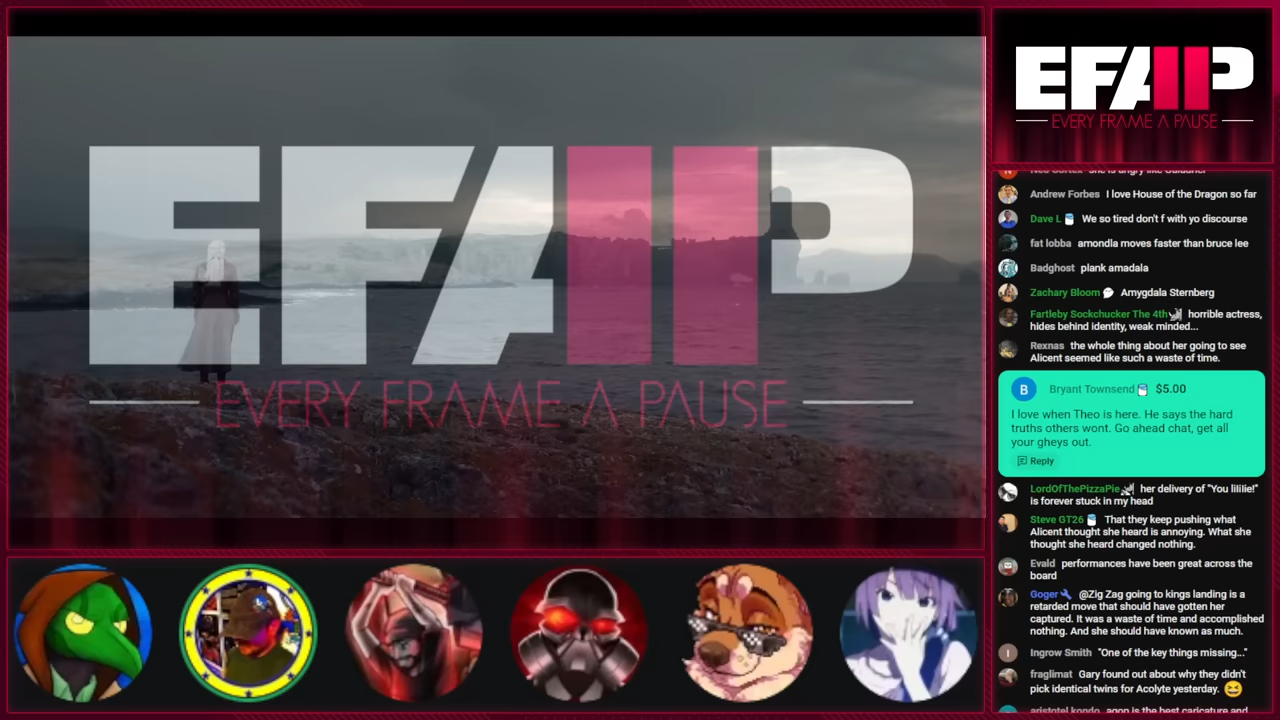 EFAP
EVERY FRAME A PAUSE
EFAP
EVERY FRAME A PAUSE
Andrew Forbes I love House of the Dragon so far
Dave L We so tired don't f with yo discourse
fat lobba amondla moves faster than bruce lee
Badghost plank amadala
Zachary Bloom Amygdala Sternberg
Fartleby Sockchucker The 4th horrible actress,
hides behind identity, weak minded...
Rexnas the whole thing about her going to see
Alicent seemed like such a waste of time.
B Bryant Townsend $5.00
I love when Theo is here. He says the hard
truths others wont. Go ahead chat, get all
your gheys out.
Reply
LordOfThePizzaPie her delivery of "You lililie!"
is forever stuck in my head
Steve GT26 That they keep pushing what
Alicent thought she heard is annoying. What she
thought she heard changed nothing.
Evald performances have been great across the
board
Goger @Zig Zag going to kings landing is a
retarded move that should have gotten her
captured. It was a waste of time and accomplished
nothing. And she should have known as much.
I Ingrow Smith "One of the key things missing..."
fraglimat Gary found out about why they didn't
pick identical twins for Acolyte yesterday.
aristotel kondo agon is the best caricature and